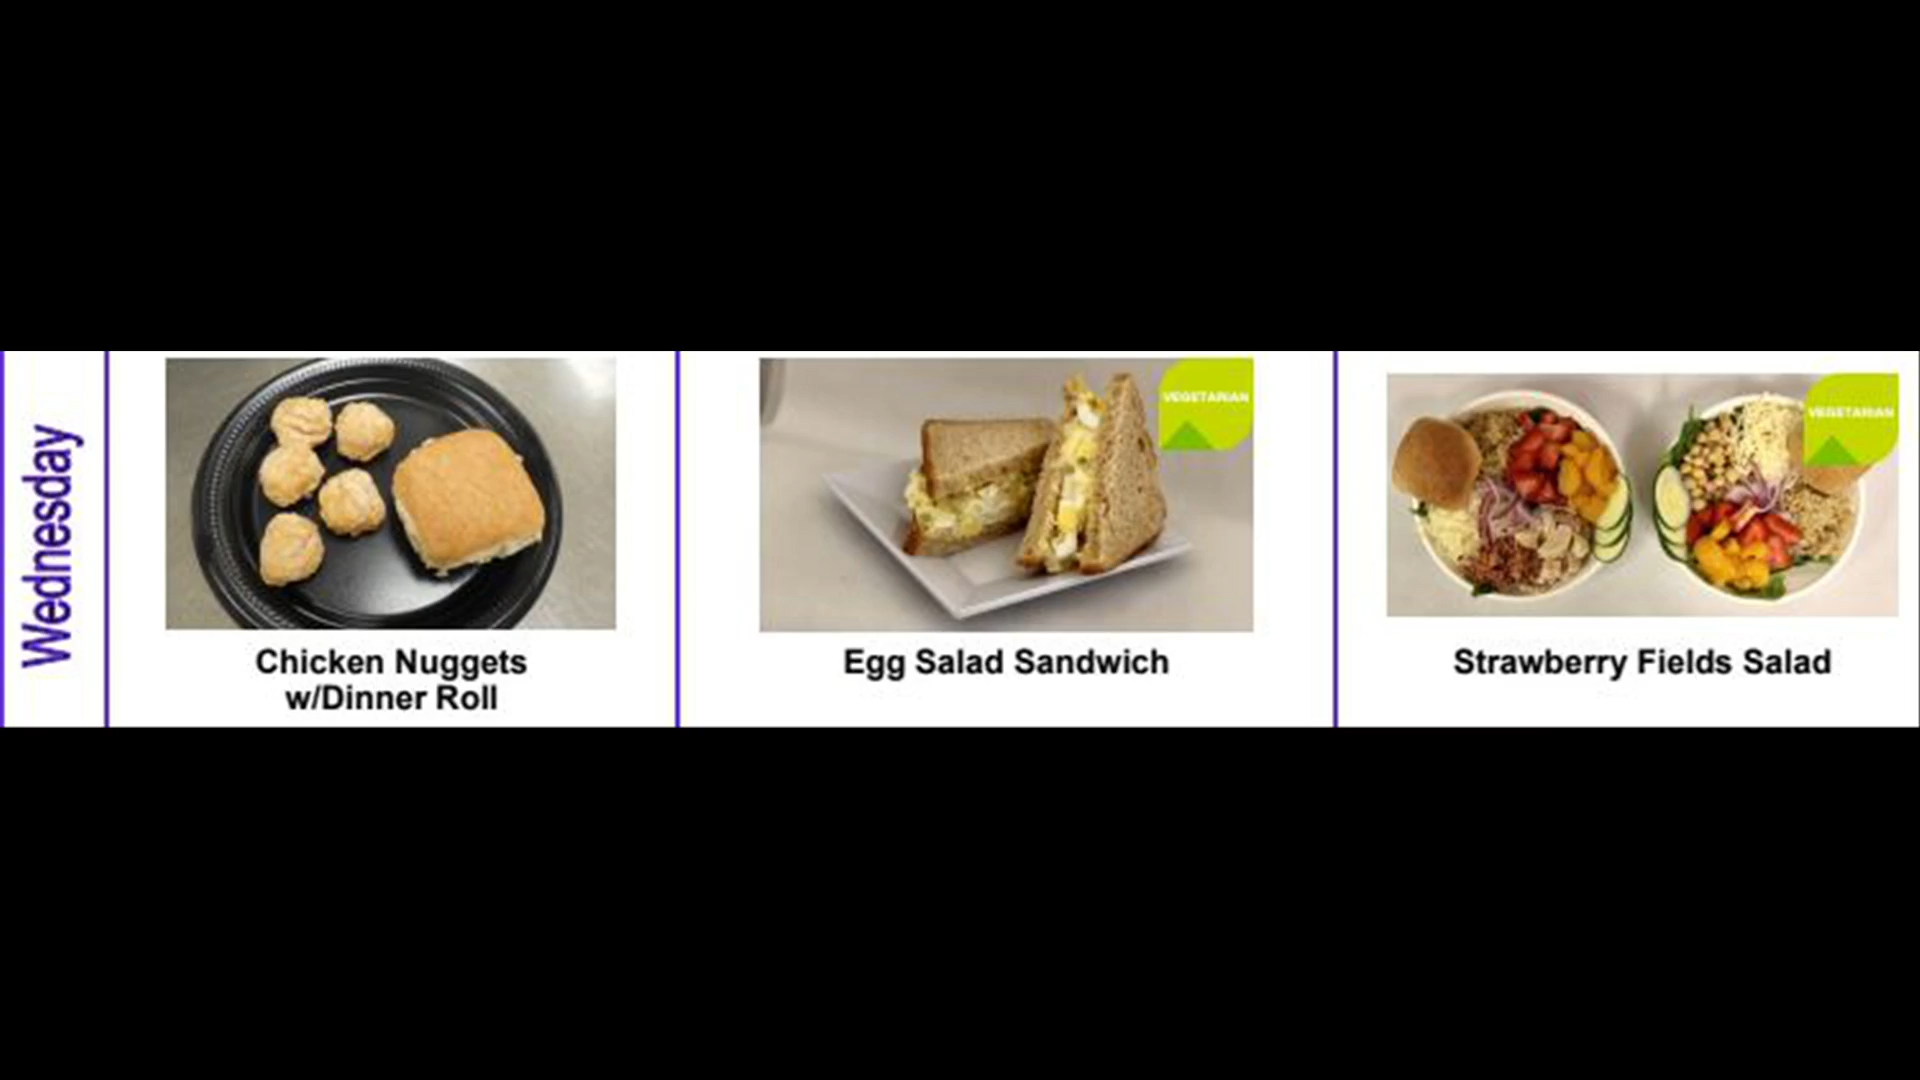 Wednesday
VEGETARIAN
VEGETARIAN
Chicken Nuggets
w/Dinner Roll
Egg Salad Sandwich
Strawberry Fields Salad